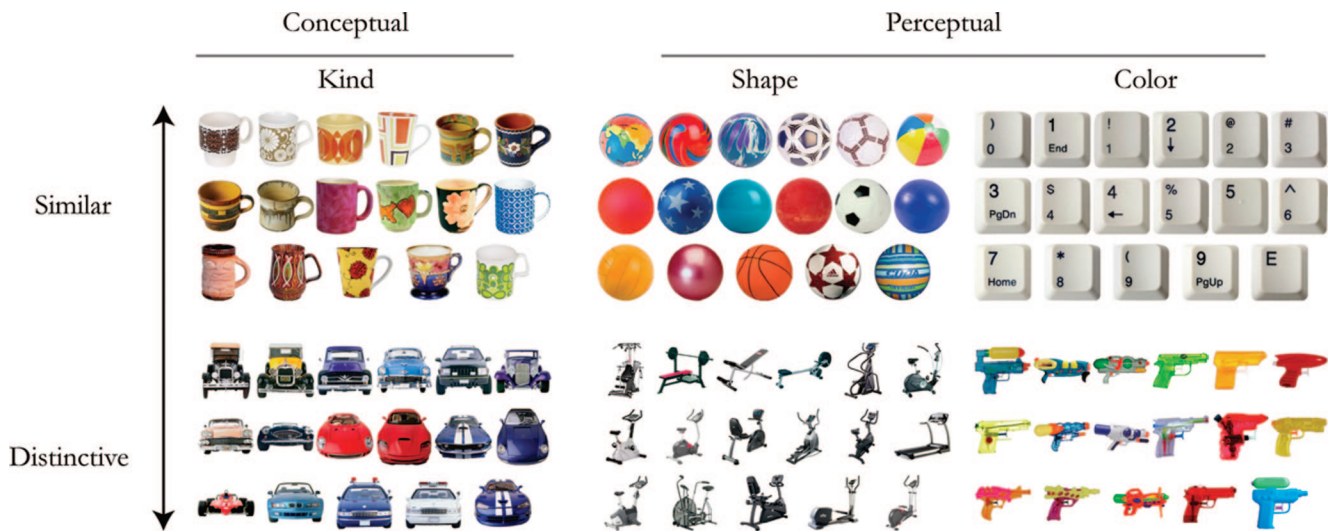 Conceptual
Perceptual
Kind
Shape
Color
Similar
) 0
1 End
! 1
2 ↓
@ 2
# 3
3 PgDn
$ 4
4 ←
% 5
5
^ 6
7 Home
* 8
( 9
9 PgUp
E
Distinctive